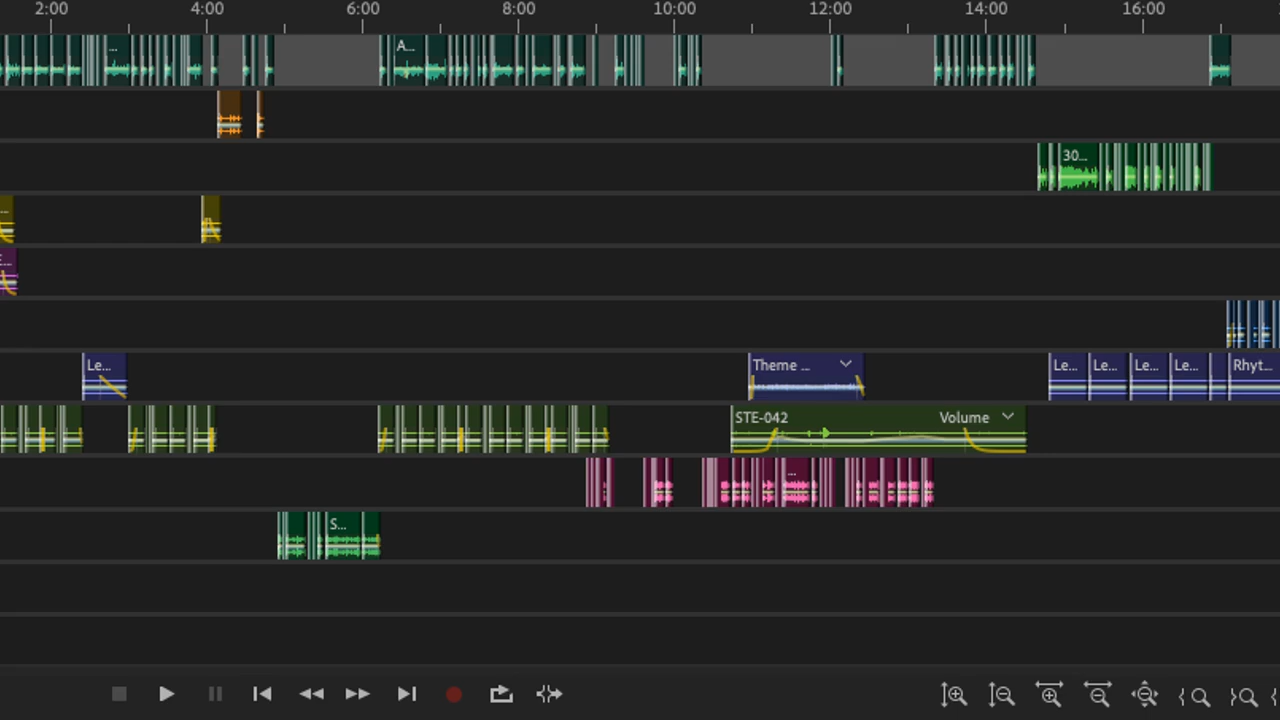 2:00 4:00 6:00 8:00 10:00 12:00 14:00 16:00
... A...
30...
...
...
Le... Theme ... Le... Le... Le... Le... Rhyt...
STE-042 Volume
...
S...